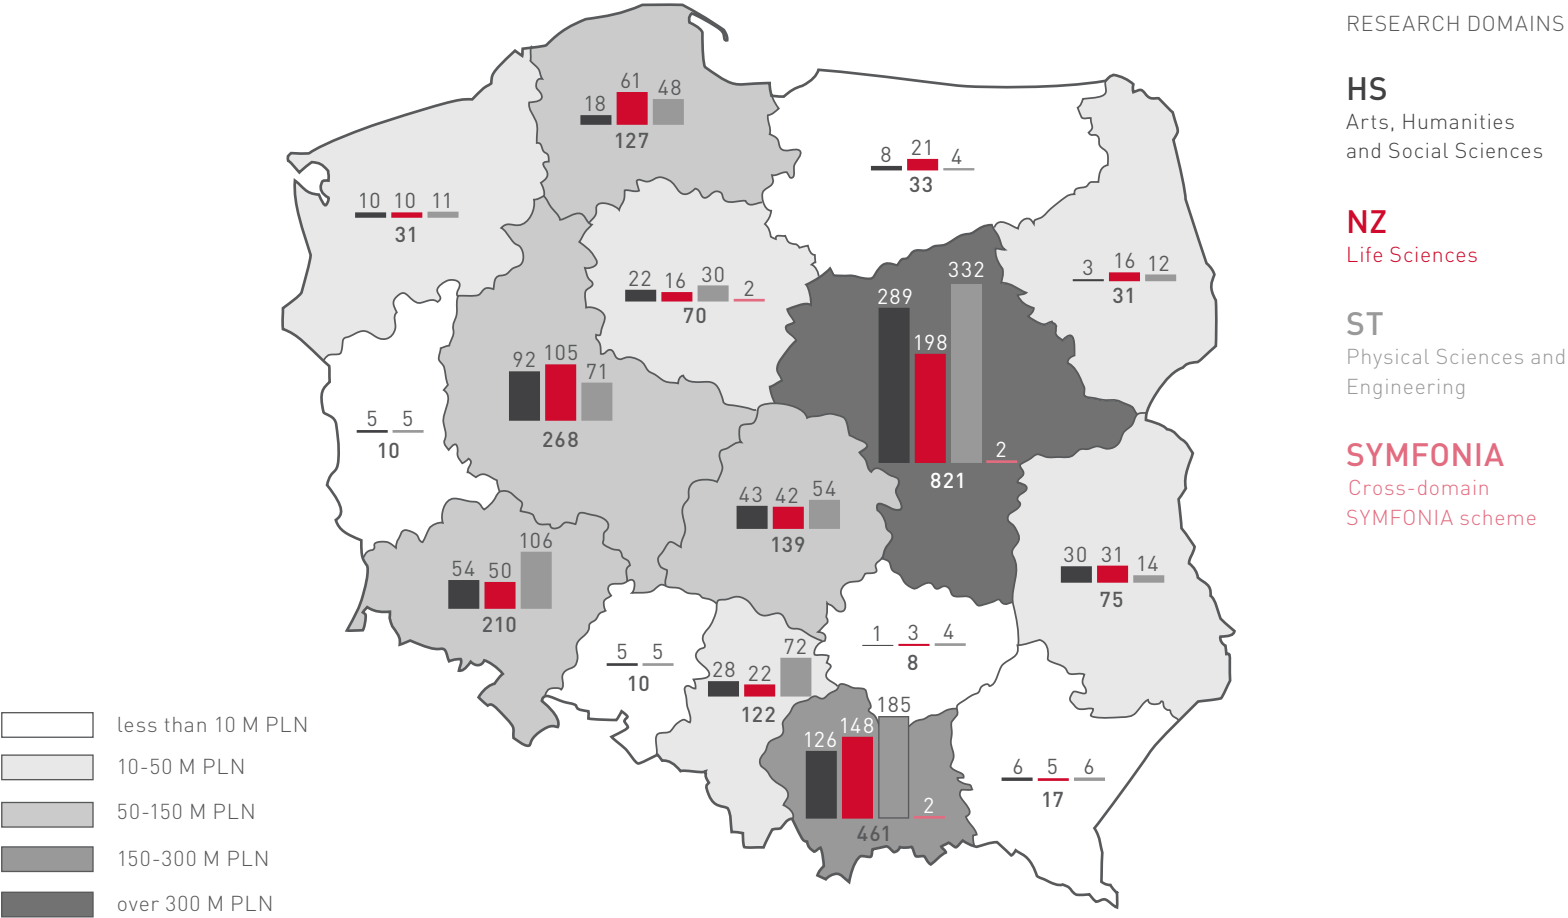 RESEARCH DOMAINS
HS
Arts, Humanities
and Social Sciences
NZ
Life Sciences
ST
Physical Sciences and
Engineering
SYMFONIA
Cross-domain
SYMFONIA scheme
18 61 48
127
8 21 4
33
10 10 11
31
22 16 30 2
70
3 16 12
31
289 198 332 2
821
92 105 71
268
5 5
10
43 42 54
139
54 50 106
210
30 31 14
75
5 5
10
28 22 72
122
1 3 4
8
126 148 185 2
461
6 5 6
17
less than 10 M PLN
10-50 M PLN
50-150 M PLN
150-300 M PLN
over 300 M PLN